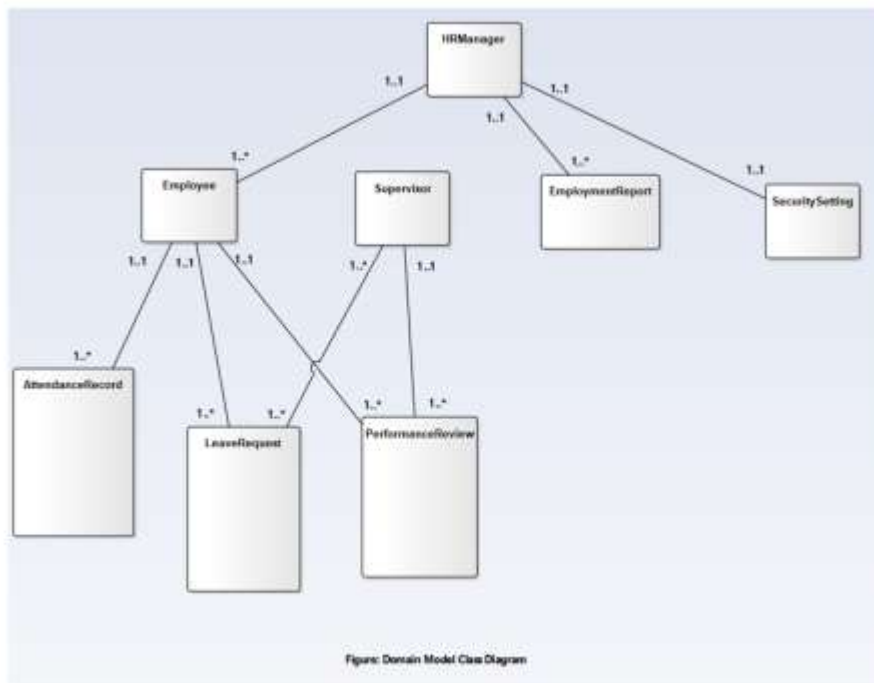 HRManager
1..1
1..1
1..1
1..*
1..*
1..1
Employee
Supervisor
EmploymentReport
SecuritySetting
1..1
1..1
1..1
1..*
1..1
1..*
AttendanceRecord
1..*
1..*
1..*
1..*
LeaveRequest
PerformanceReview
Figure: Domain Model Class Diagram